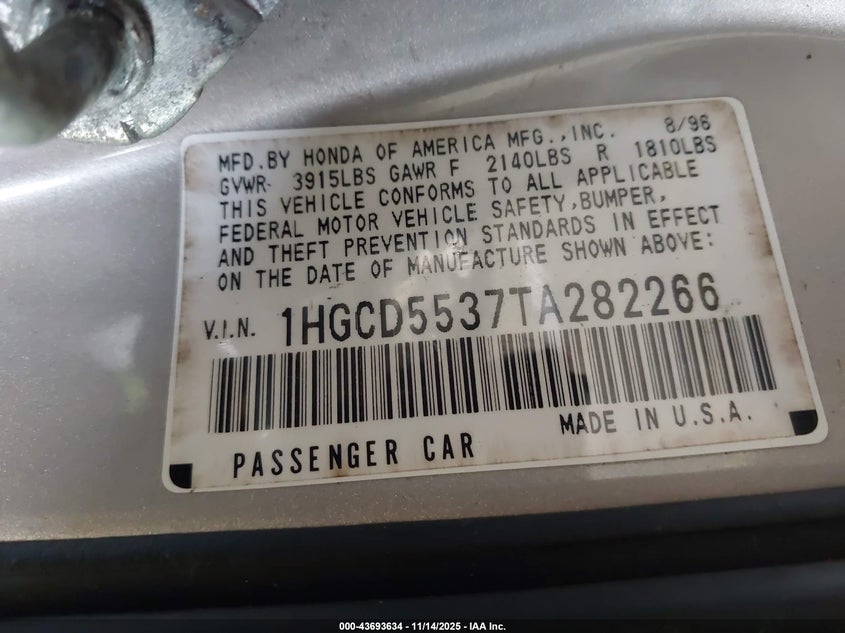 MFD.BY HONDA OF AMERICA MFG.,INC. 8/96
GVWR 3915LBS GAWR F 2140LBS R 1810LBS
THIS VEHICLE CONFORMS TO ALL APPLICABLE
FEDERAL MOTOR VEHICLE SAFETY,BUMPER,
AND THEFT PREVENTION STANDARDS IN EFFECT
ON THE DATE OF MANUFACTURE SHOWN ABOVE:
V.I.N. 1HGCD5537TA282266
PASSENGER CAR MADE IN U.S.A.
000-43693634 - 11/14/2025 - IAA Inc.